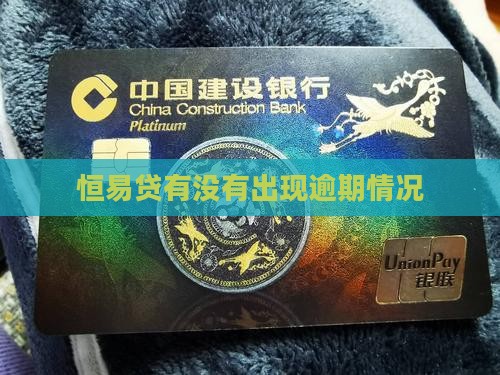 中国建设银行
China Construction Bank
Platinum
恒易贷有没有出现逾期情况
UnionPay
银联